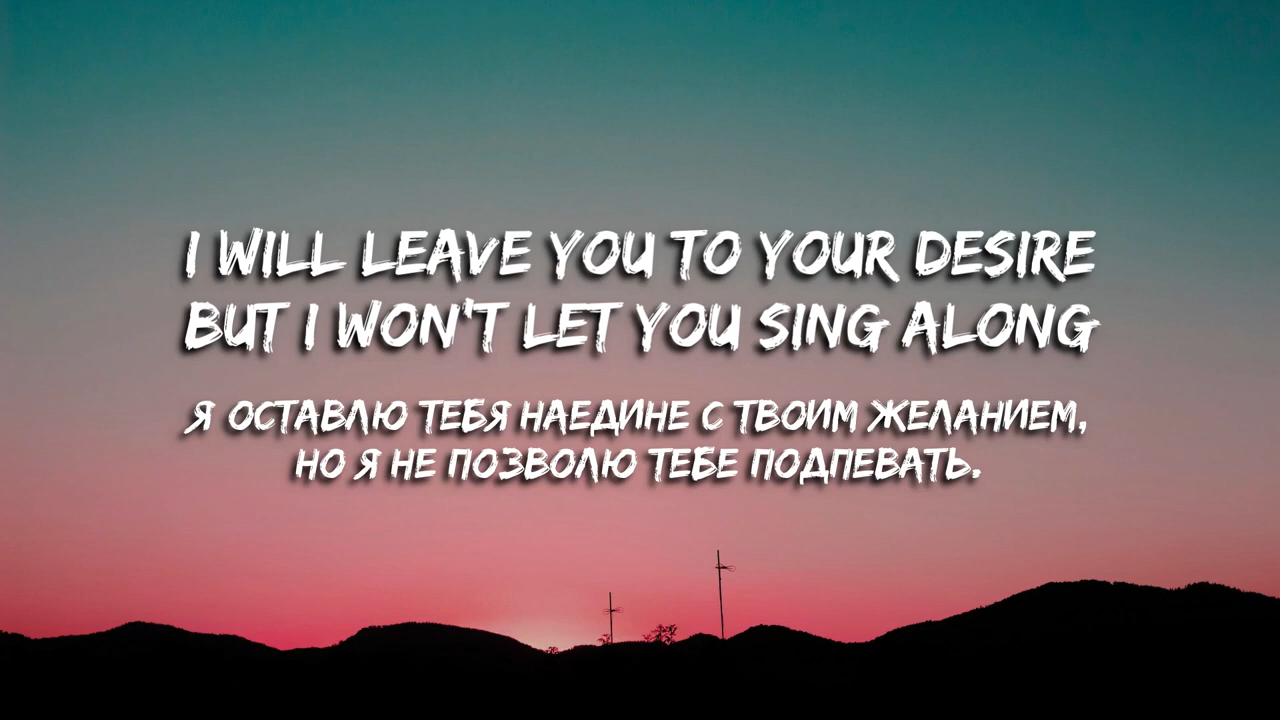 I WILL LEAVE YOU TO YOUR DESIRE
BUT I WON'T LET YOU SING ALONG
Я ОСТАВЛЮ ТЕБЯ НАЕДИНЕ С ТВОИМ ЖЕЛАНИЕМ,
НО Я НЕ ПОЗВОЛЮ ТЕБЕ ПОДПЕВАТЬ.